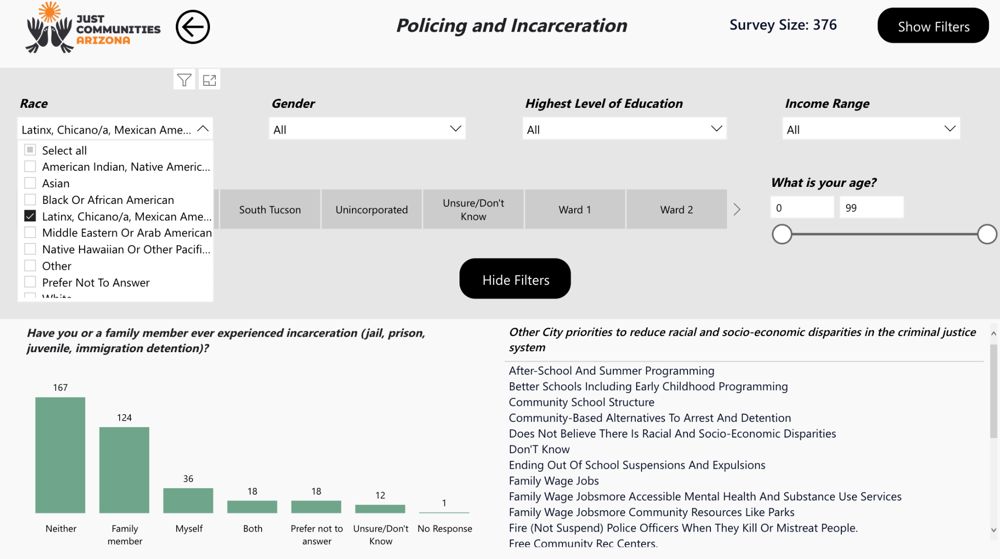 JUST
COMMUNITIES
ARIZONA
Policing and Incarceration
Survey Size: 376
Show Filters
Race
Gender
Highest Level of Education
Income Range
Latinx, Chicano/a, Mexican Ame...
All
All
All
Select all
American Indian, Native Americ...
Asian
Black Or African American
Latinx, Chicano/a, Mexican Ame...
Middle Eastern Or Arab American
Native Hawaiian Or Other Pacifi...
Other
Prefer Not To Answer
White
South Tucson
Unincorporated
Unsure/Don't
Know
Ward 1
Ward 2
What is your age?
0
99
Hide Filters
Have you or a family member ever experienced incarceration (jail, prison,
juvenile, immigration detention)?
167
124
36
18
18
12
1
Neither
Family
member
Myself
Both
Prefer not to
answer
Unsure/Don't
Know
No Response
Other City priorities to reduce racial and socio-economic disparities in the criminal justice
system
After-School And Summer Programming
Better Schools Including Early Childhood Programming
Community School Structure
Community-Based Alternatives To Arrest And Detention
Does Not Believe There Is Racial And Socio-Economic Disparities
Don'T Know
Ending Out Of School Suspensions And Expulsions
Family Wage Jobs
Family Wage Jobsmore Accessible Mental Health And Substance Use Services
Family Wage Jobsmore Community Resources Like Parks
Fire (Not Suspend) Police Officers When They Kill Or Mistreat People.
Free Community Rec Centers.